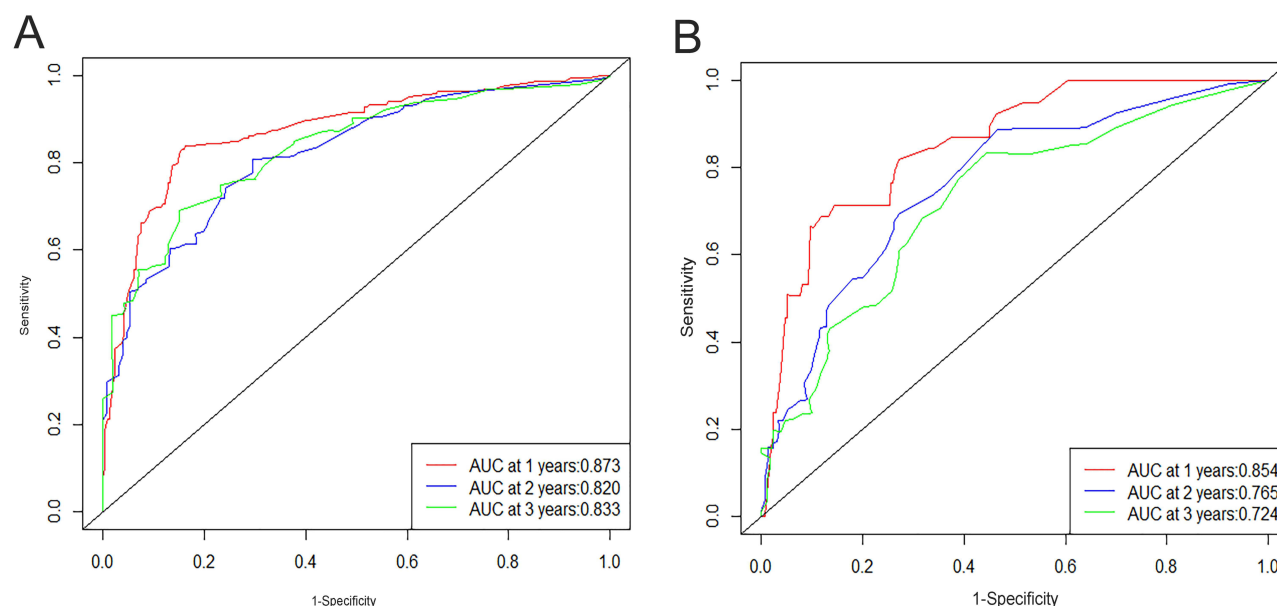 A
Sensitivity
1.0
0.8
0.6
0.4
0.2
0.0
AUC at 1 years:0.873
AUC at 2 years:0.820
AUC at 3 years:0.833
0.0 0.2 0.4 0.6 0.8 1.0
1-Specificity
B
Sensitivity
1.0
0.8
0.6
0.4
0.2
0.0
AUC at 1 years:0.854
AUC at 2 years:0.765
AUC at 3 years:0.724
0.0 0.2 0.4 0.6 0.8 1.0
1-Specificity